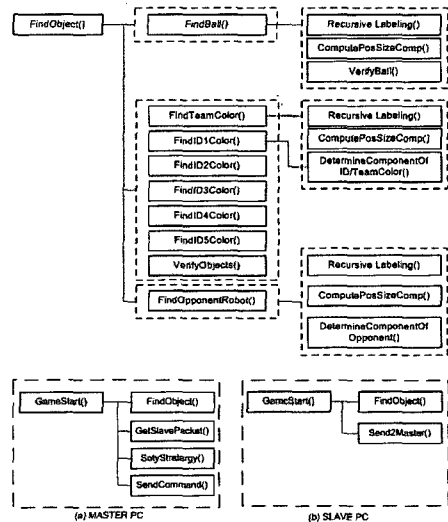 FindObject()
FindBall()
Recursive Labeling()
ComputePosSizeComp()
VerifyBall()
FindTeamColor()
FindID1Color()
FindID2Color()
FindID3Color()
FindID4Color()
FindID5Color()
VerifyObjects()
Recursive Labeling()
ComputePosSizeComp()
DetermineComponentOf
ID/TeamColor()
FindOpponentRobot()
Recursive Labeling()
ComputePosSizeComp()
DetermineComponentOf
Opponent()
GameStart()
FindObject()
GetSlavePacket()
SotyStratargy()
SendCommand()
(a) MASTER PC
GameStart()
FindObject()
Send2Master()
(b) SLAVE PC